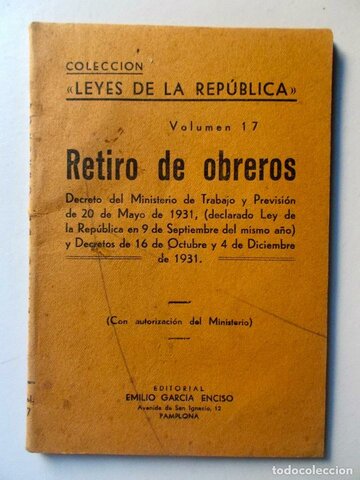 COLECCION
«LEYES DE LA REPÚBLICA»
Volumen 17
Retiro de obreros
Decreto del Ministerio de Trabajo y Previsión
de 20 de Mayo de 1931, (declarado Ley de
la República en 9 de Septiembre del mismo año)
y Decretos de 16 de Octubre y 4 de Diciembre
de 1931.
(Con autorización del Ministerio)
EDITORIAL
EMILIO GARCIA ENCISO
Avenida de San Ignacio, 12
PAMPLONA
todocoleccion